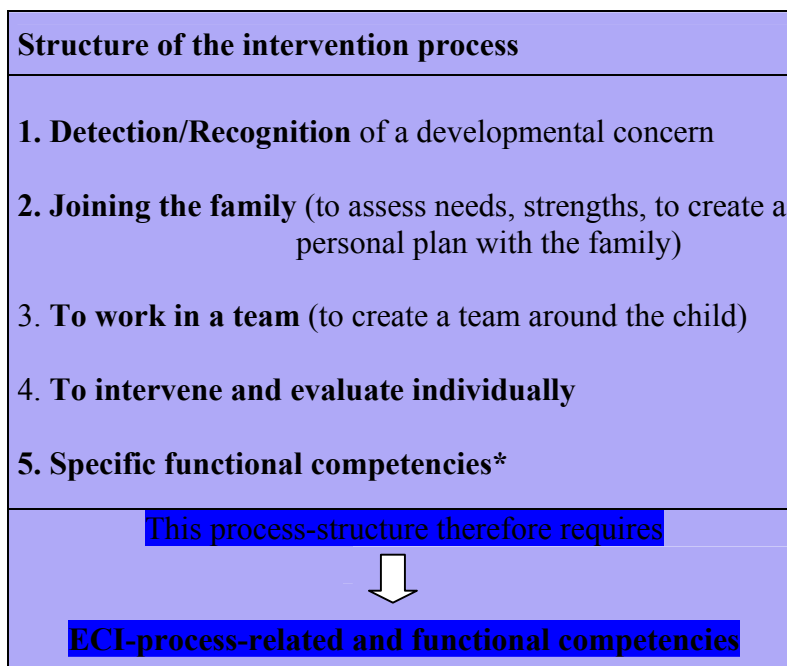 Structure of the intervention process
1. Detection/Recognition of a developmental concern
2. Joining the family (to assess needs, strengths, to create a
personal plan with the family)
3. To work in a team (to create a team around the child)
4. To intervene and evaluate individually
5. Specific functional competencies*
This process-structure therefore requires
ECI-process-related and functional competencies